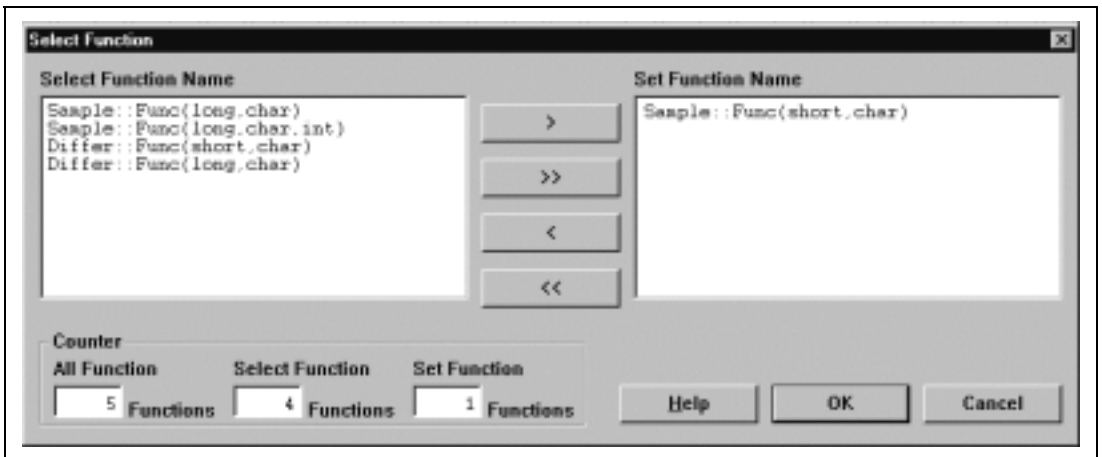 Select Function
Select Function Name
Sample::Func(long,char)
Sample::Func(long,char,int)
Differ::Func(short,char)
Differ::Func(long,char)
>
>>
<
<<
Set Function Name
Sample::Func(short,char)
Counter
All Function
5 Functions
Select Function
4 Functions
Set Function
1 Functions
Help
OK
Cancel